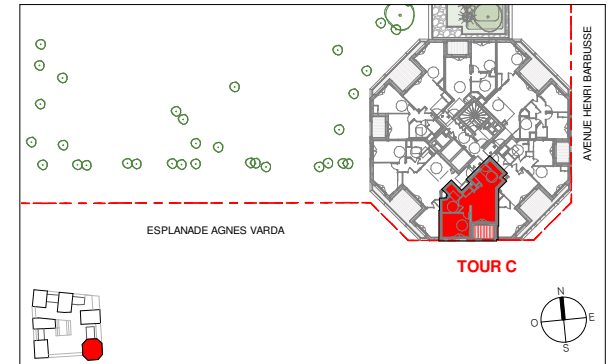 AVENUE HENRI BARBUSSE
ESPLANADE AGNES VARDA
TOUR C
N
O E
S